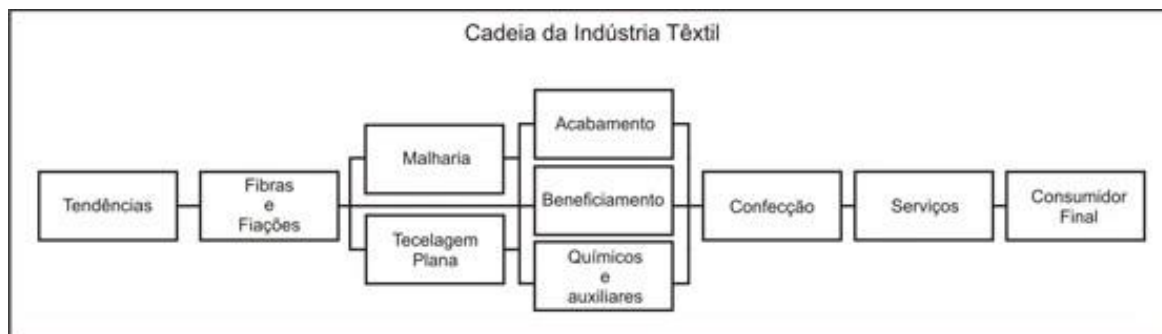 Cadeia da Indústria Têxtil
Tendências
Fibras
e
Fiações
Malharia
Tecelagem
Plana
Acabamento
Beneficiamento
Químicos
e
auxiliares
Confecção
Serviços
Consumidor
Final